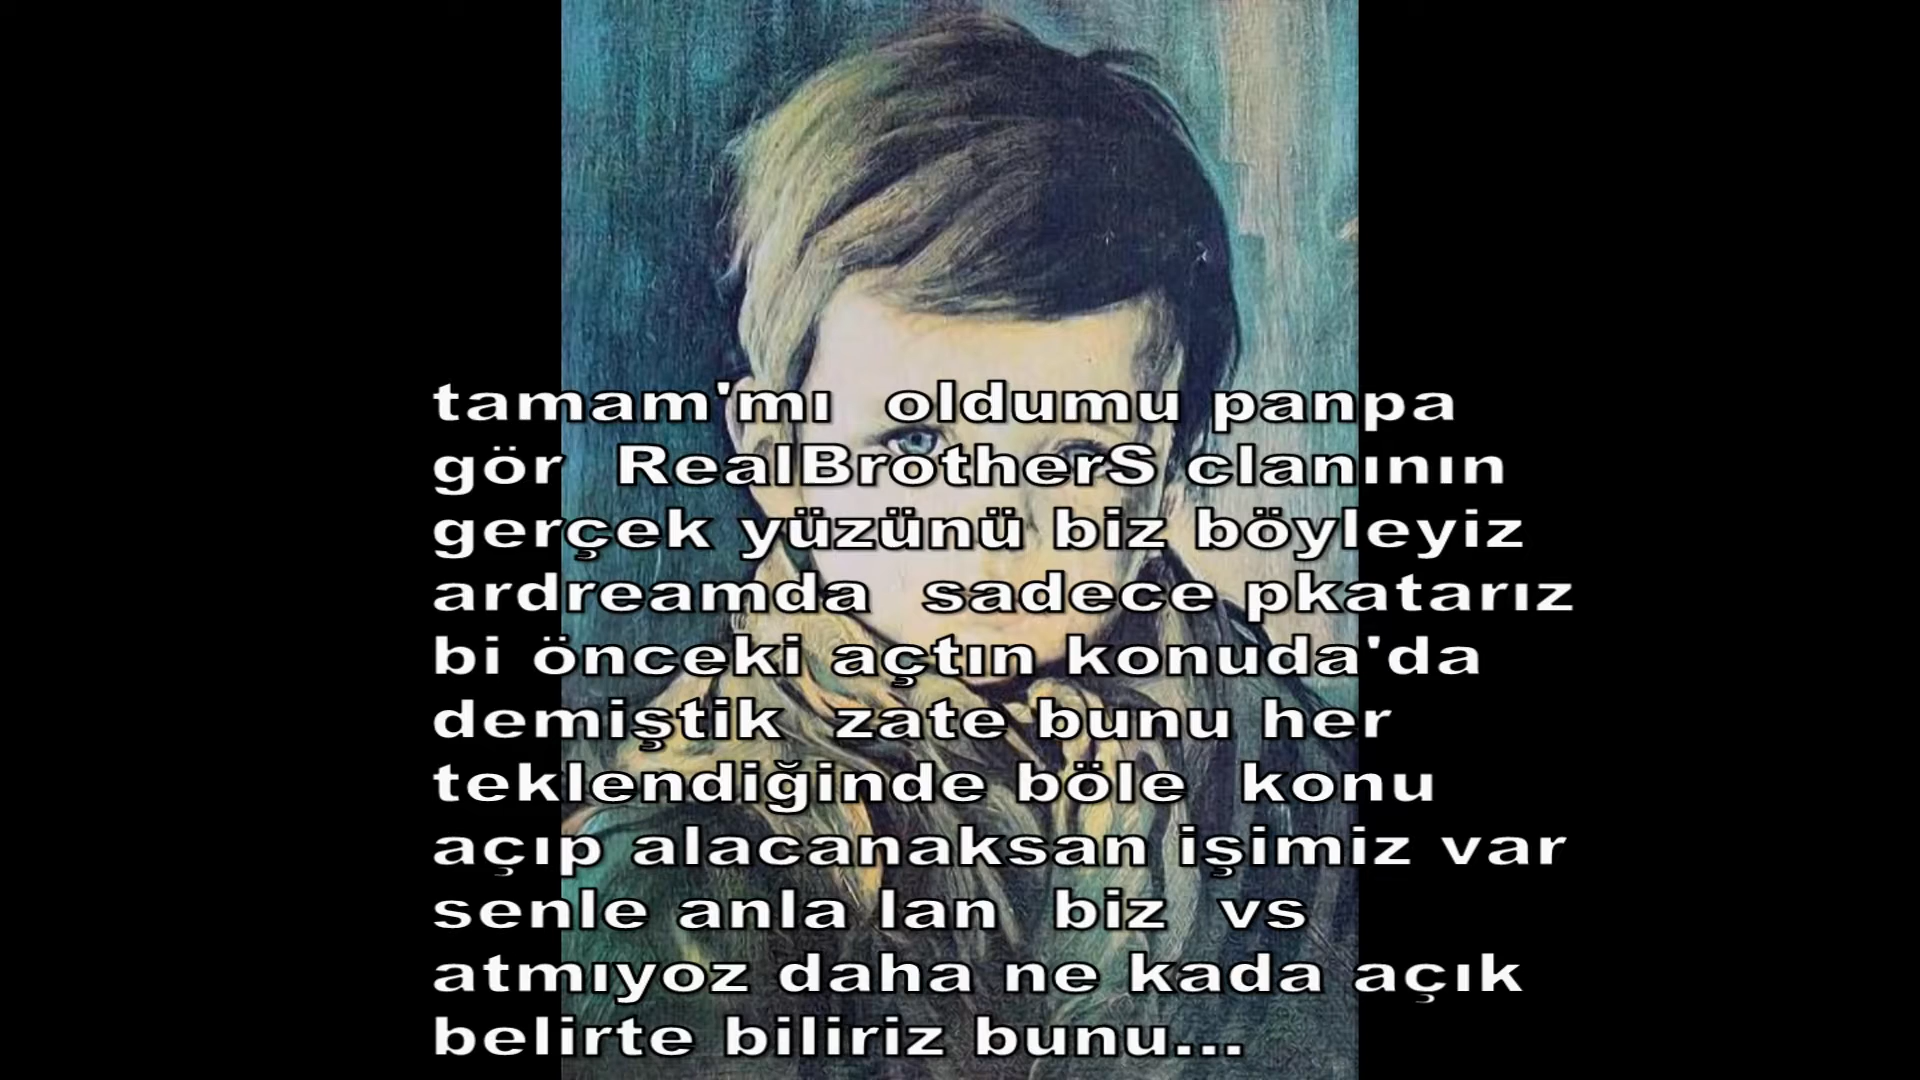 tamam'mı oldumu panpa
gör RealBrotherS clanının
gerçek yüzünü biz böyleyiz
ardreamda sadece pkatarız
bi önceki açtın konuda'da
demiştik zate bunu her
teklendiğinde böle konu
açıp alacanaksan işimiz var
senle anla lan biz vs
atmıyoz daha ne kada açık
belirte biliriz bunu...